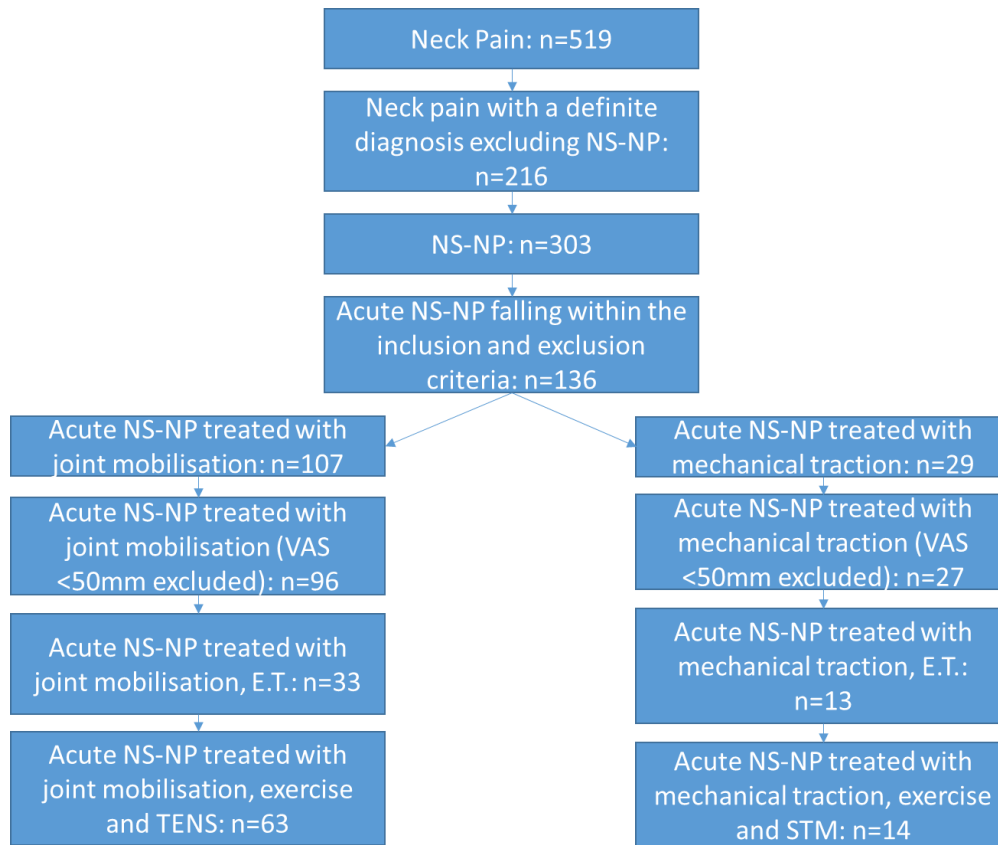 Neck Pain: n=519
Neck pain with a definite
diagnosis excluding NS-NP:
n=216
NS-NP: n=303
Acute NS-NP falling within the
inclusion and exclusion
criteria: n=136
Acute NS-NP treated with
joint mobilisation: n=107
Acute NS-NP treated with
joint mobilisation (VAS
<50mm excluded): n=96
Acute NS-NP treated with
joint mobilisation, E.T.: n=33
Acute NS-NP treated with
joint mobilisation, exercise
and TENS: n=63
Acute NS-NP treated with
mechanical traction: n=29
Acute NS-NP treated with
mechanical traction (VAS
<50mm excluded): n=27
Acute NS-NP treated with
mechanical traction, E.T.:
n=13
Acute NS-NP treated with
mechanical traction, exercise
and STM: n=14